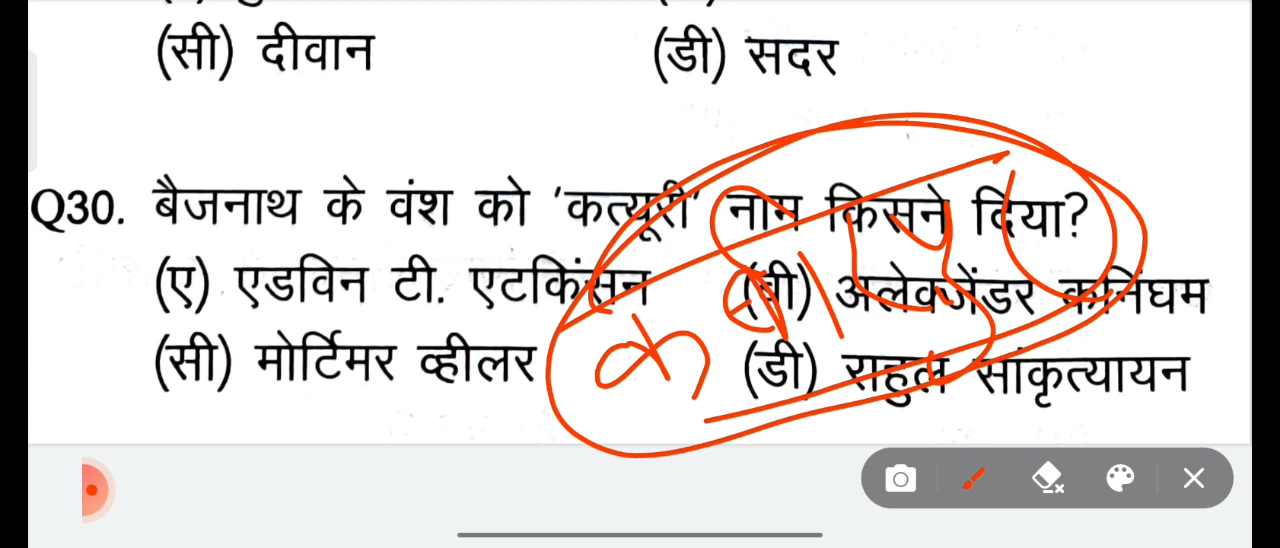 (सी) दीवान (डी) सदर
Q30. बैजनाथ के वंश को 'कत्यूरी' नाम किसने दिया?
(ए) एडविन टी. एटकिंसन (बी) अलेक्जेंडर कनिंघम
(सी) मोर्टिमर व्हीलर (डी) राहुल सांकृत्यायन